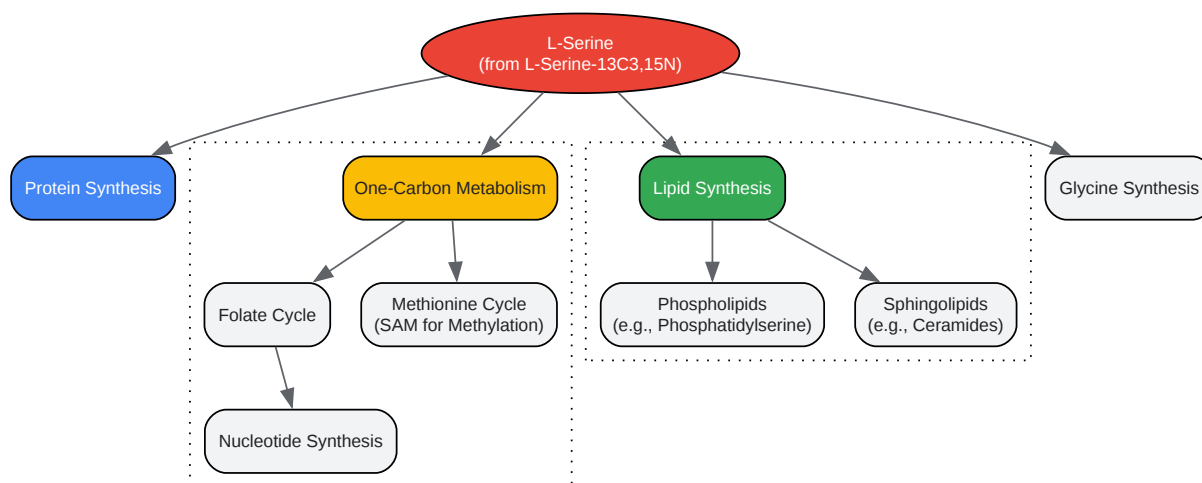 L-Serine
(from L-Serine-13C3,15N)
Protein Synthesis
One-Carbon Metabolism
Lipid Synthesis
Glycine Synthesis
Folate Cycle
Methionine Cycle
(SAM for Methylation)
Phospholipids
(e.g., Phosphatidylserine)
Sphingolipids
(e.g., Ceramides)
Nucleotide Synthesis